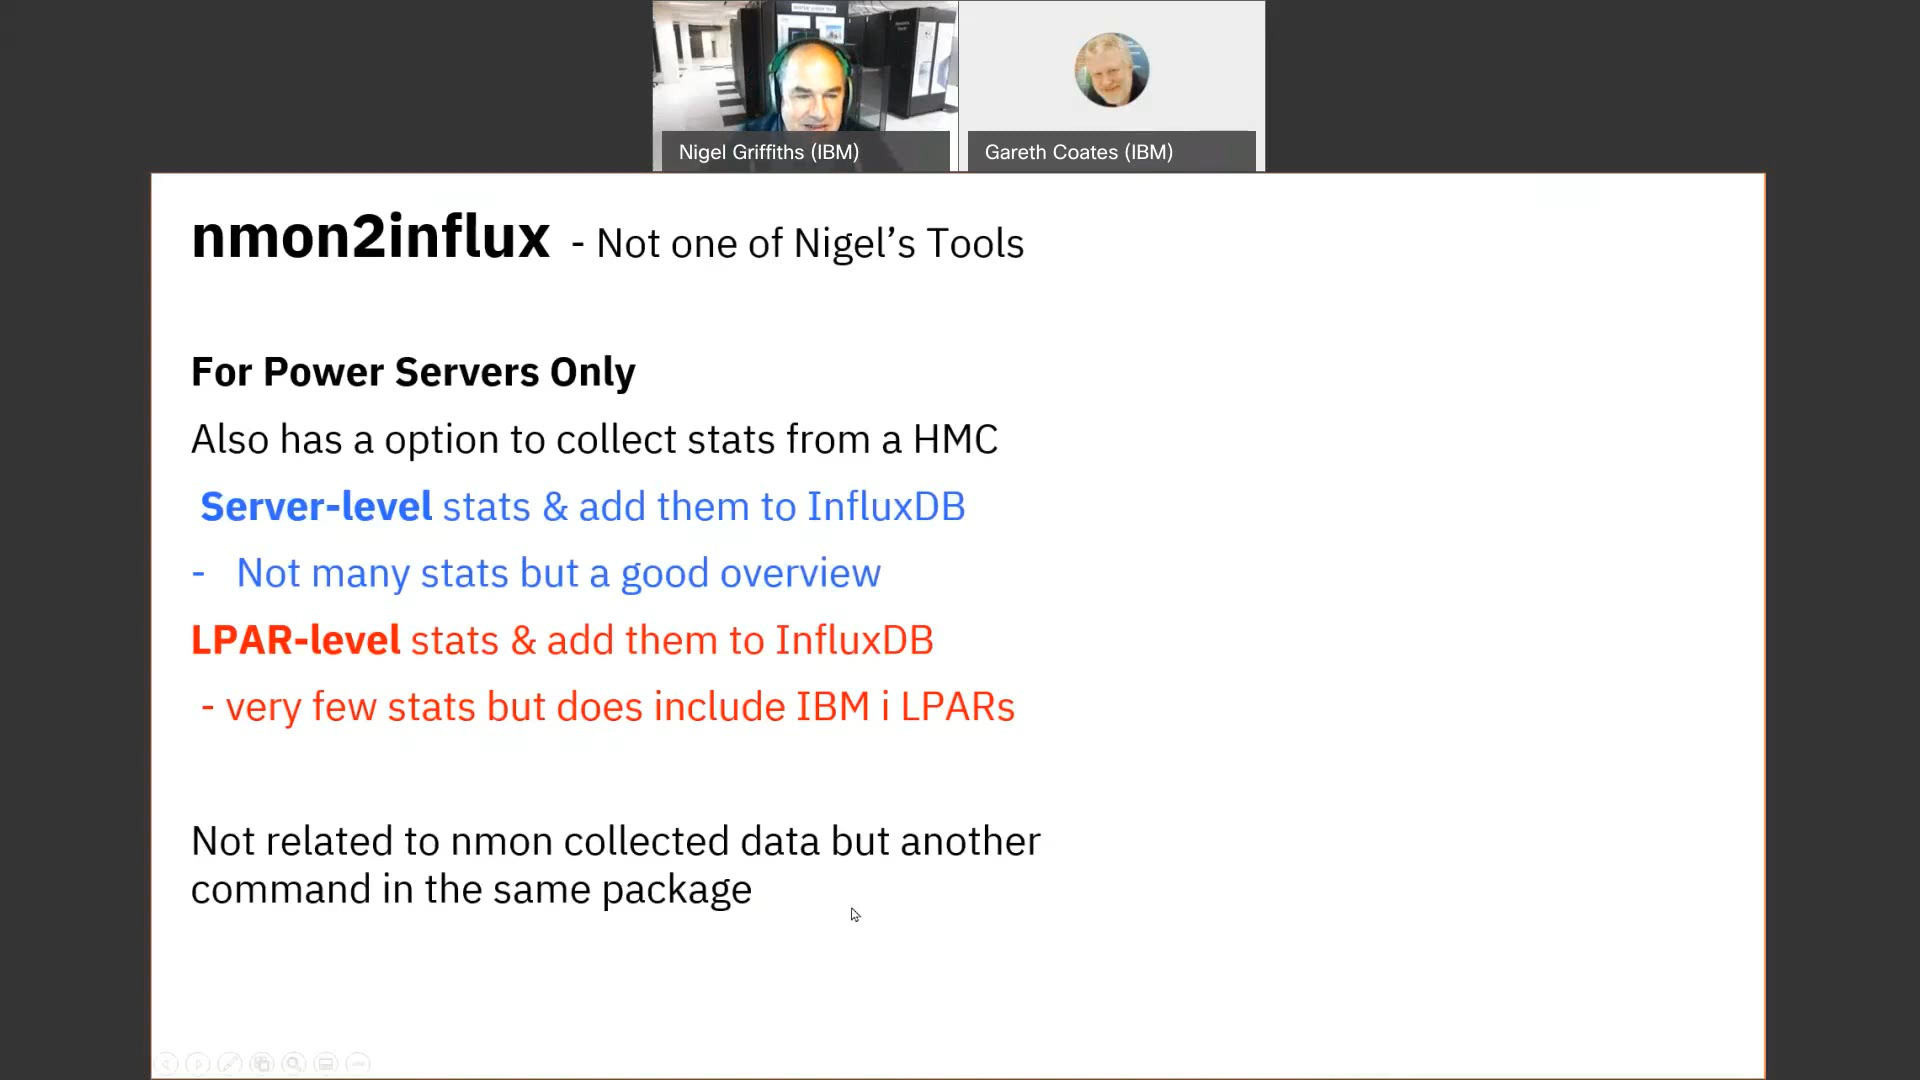 Nigel Griffiths (IBM)
Gareth Coates (IBM)
nmon2influx - Not one of Nigel’s Tools
For Power Servers Only
Also has a option to collect stats from a HMC
Server-level stats & add them to InfluxDB
- Not many stats but a good overview
LPAR-level stats & add them to InfluxDB
- very few stats but does include IBM i LPARs
Not related to nmon collected data but another
command in the same package